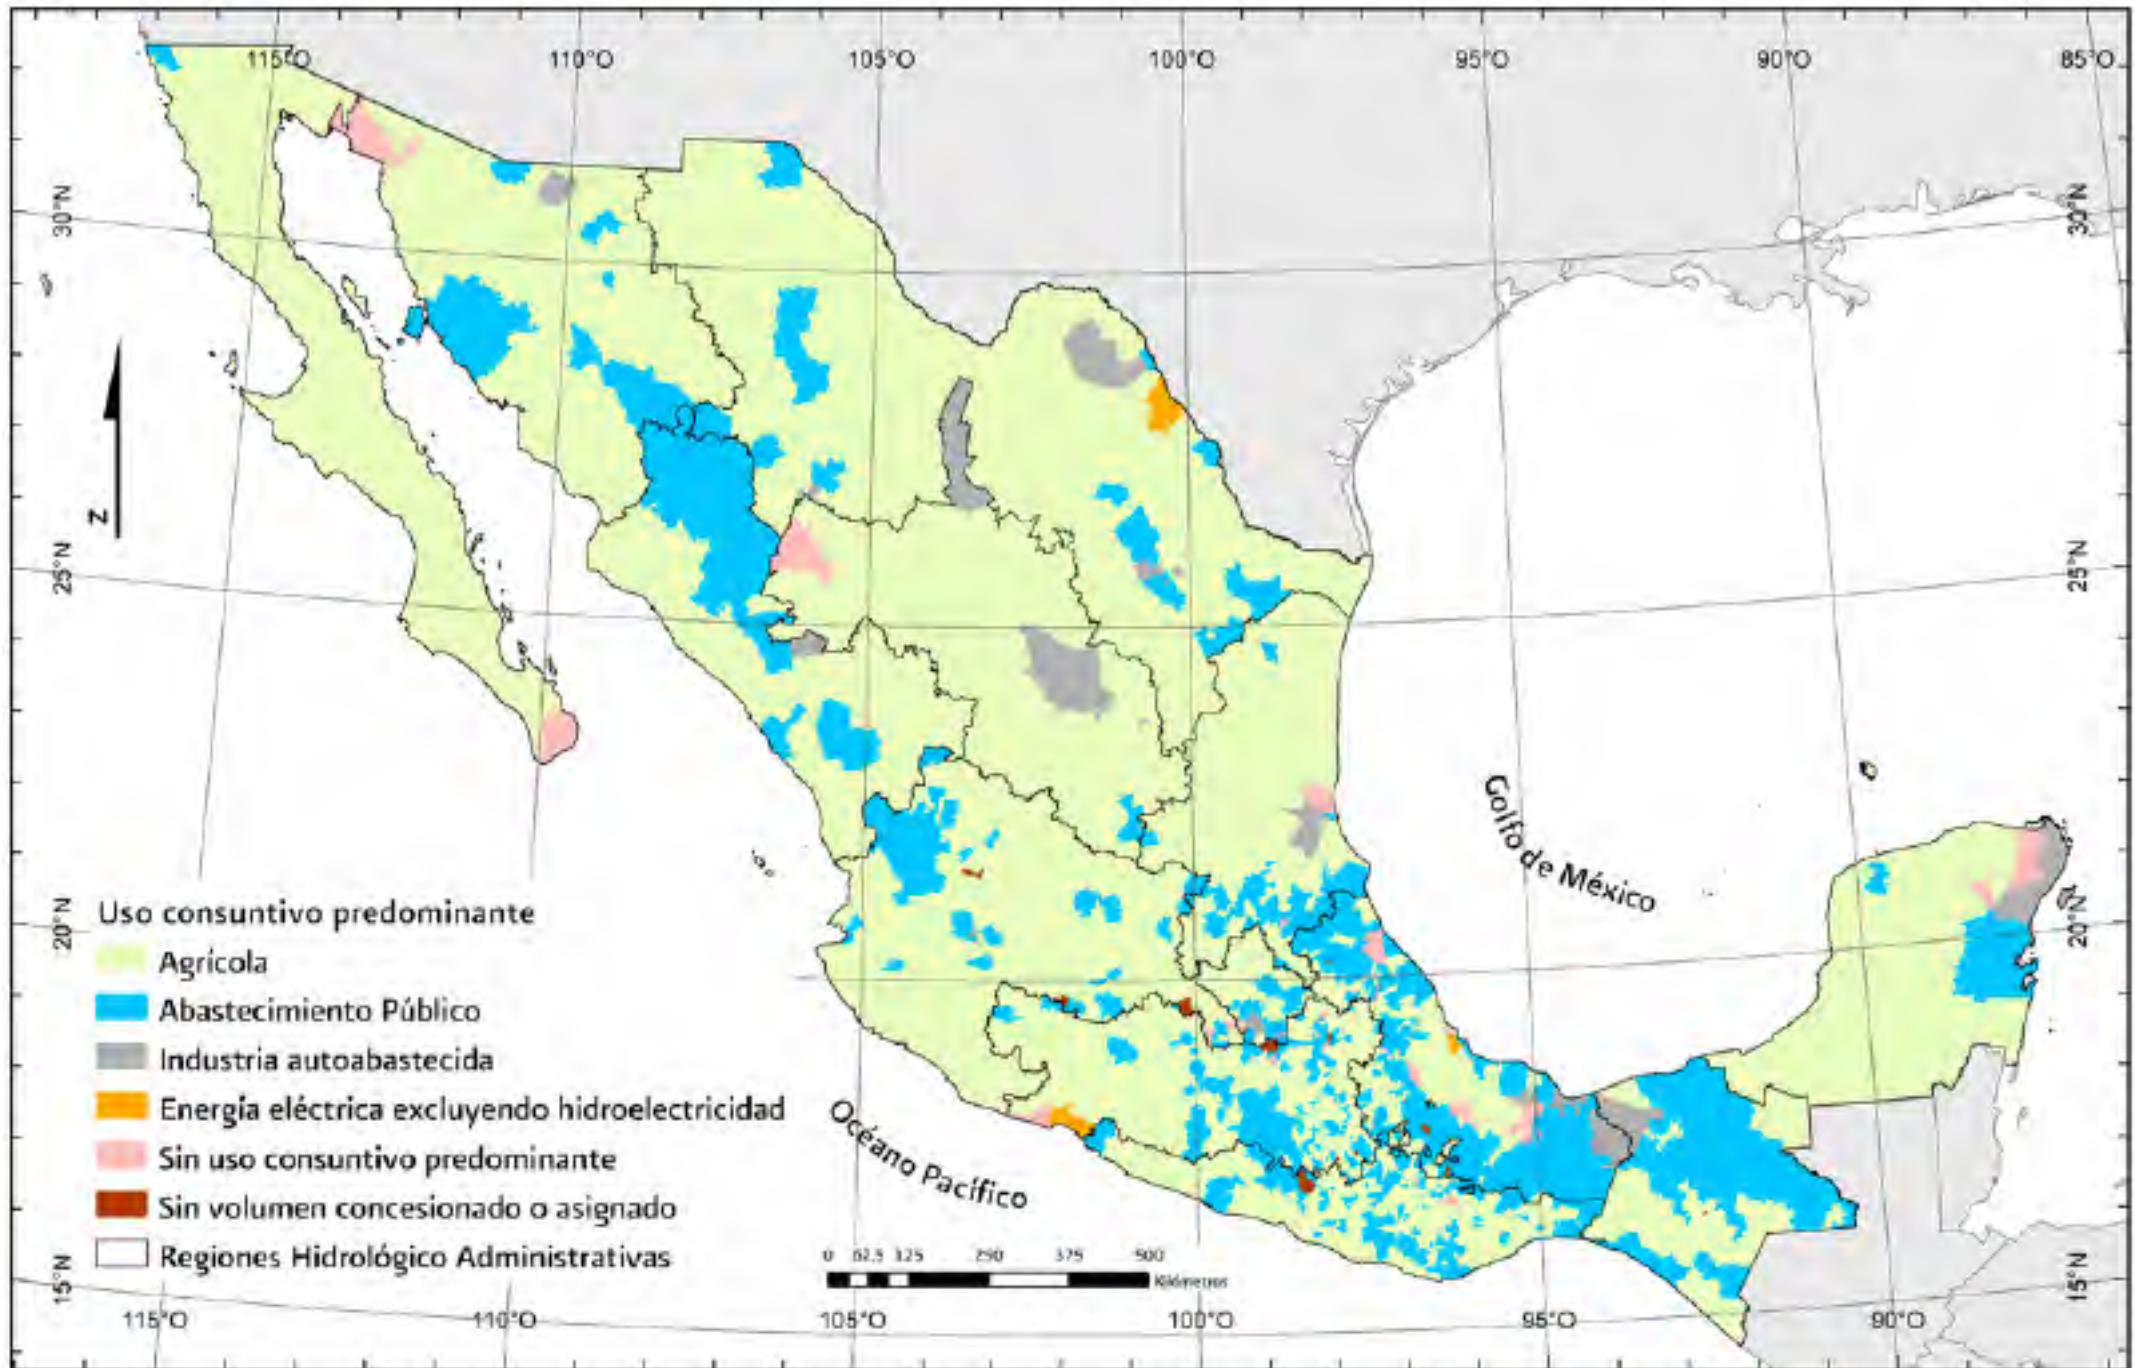 115°O 110°O 105°O 100°O 95°O 90°O 85°O
30°N 30°N
25°N 25°N
20°N 20°N
15°N 15°N
N
Golfo de México
Océano Pacífico
Uso consuntivo predominante
Agrícola
Abastecimiento Público
Industria autoabastecida
Energía eléctrica excluyendo hidroelectricidad
Sin uso consuntivo predominante
Sin volumen concesionado o asignado
Regiones Hidrológico Administrativas
0 62.5 125 250 375 500
Kilómetros
115°O 110°O 105°O 100°O 95°O 90°O